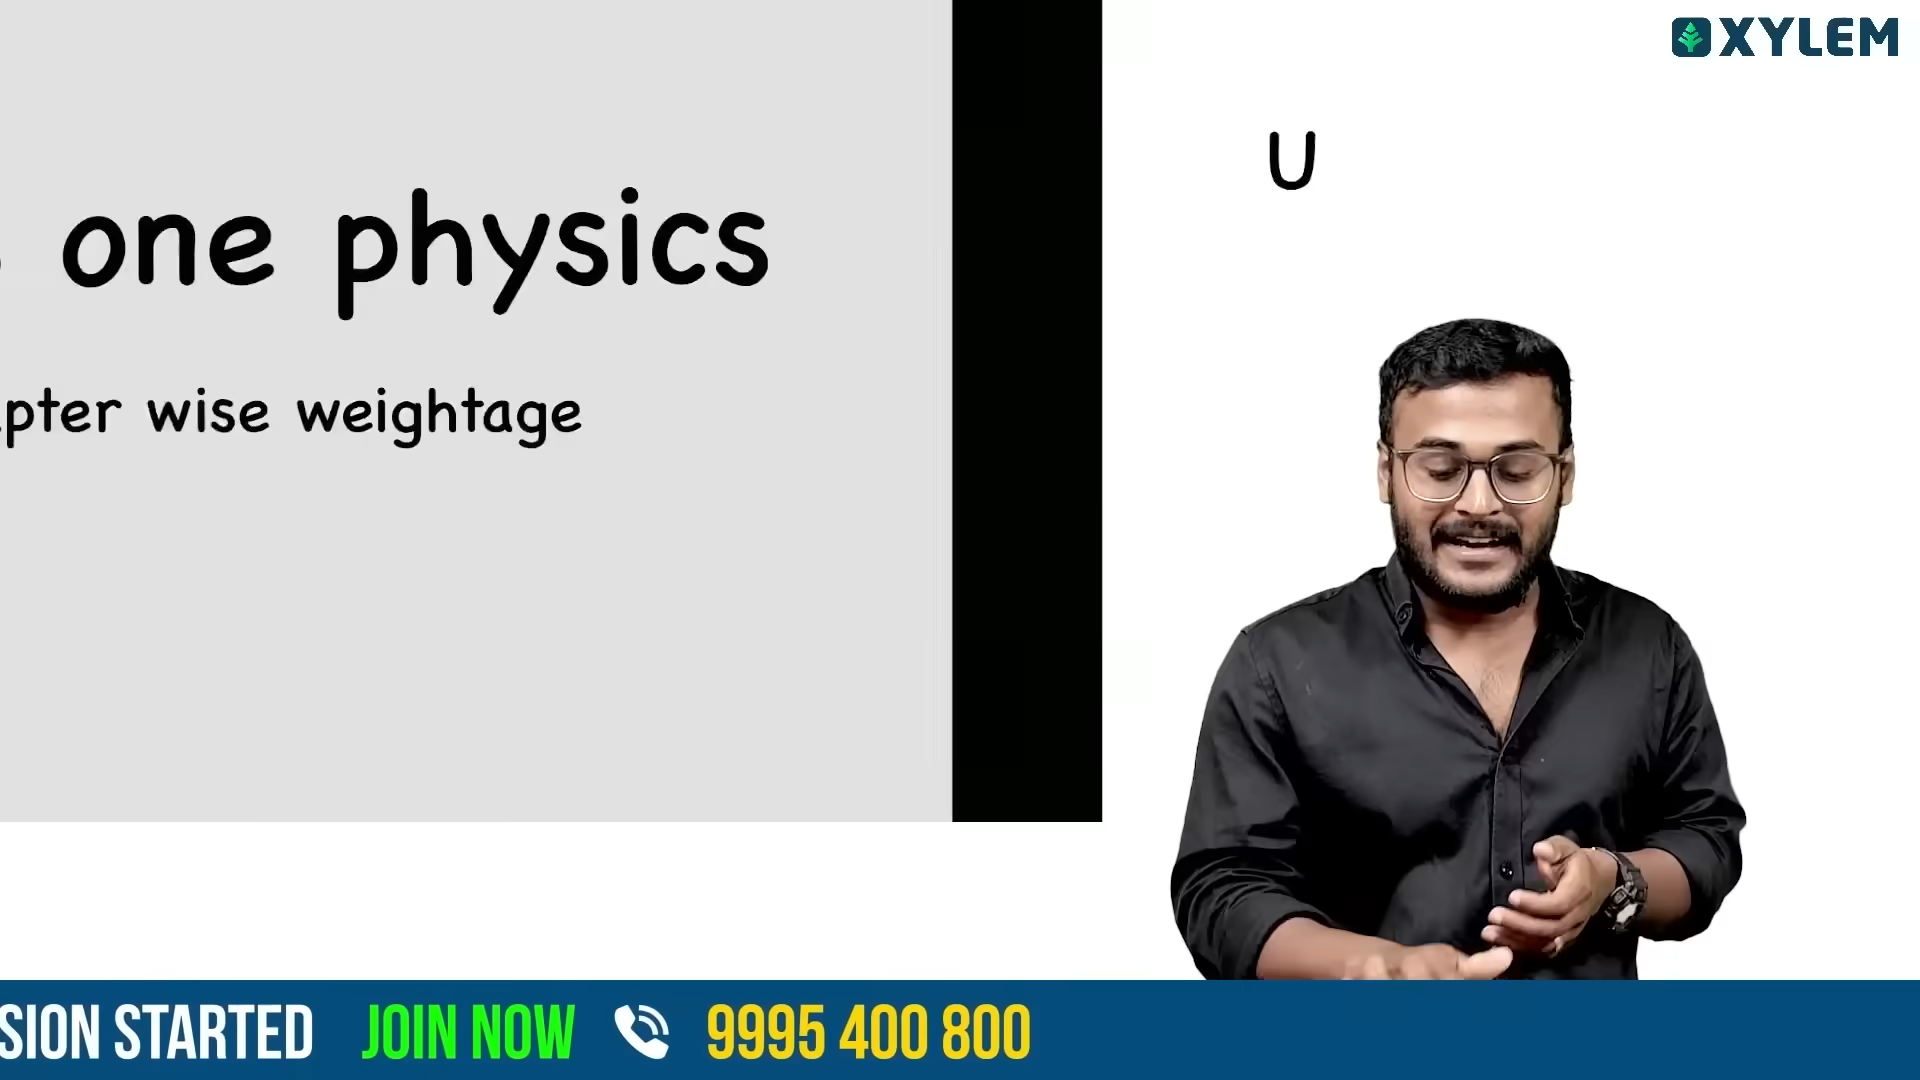 XYLEM
U
one physics
pter wise weightage
SION STARTED JOIN NOW 9995 400 800